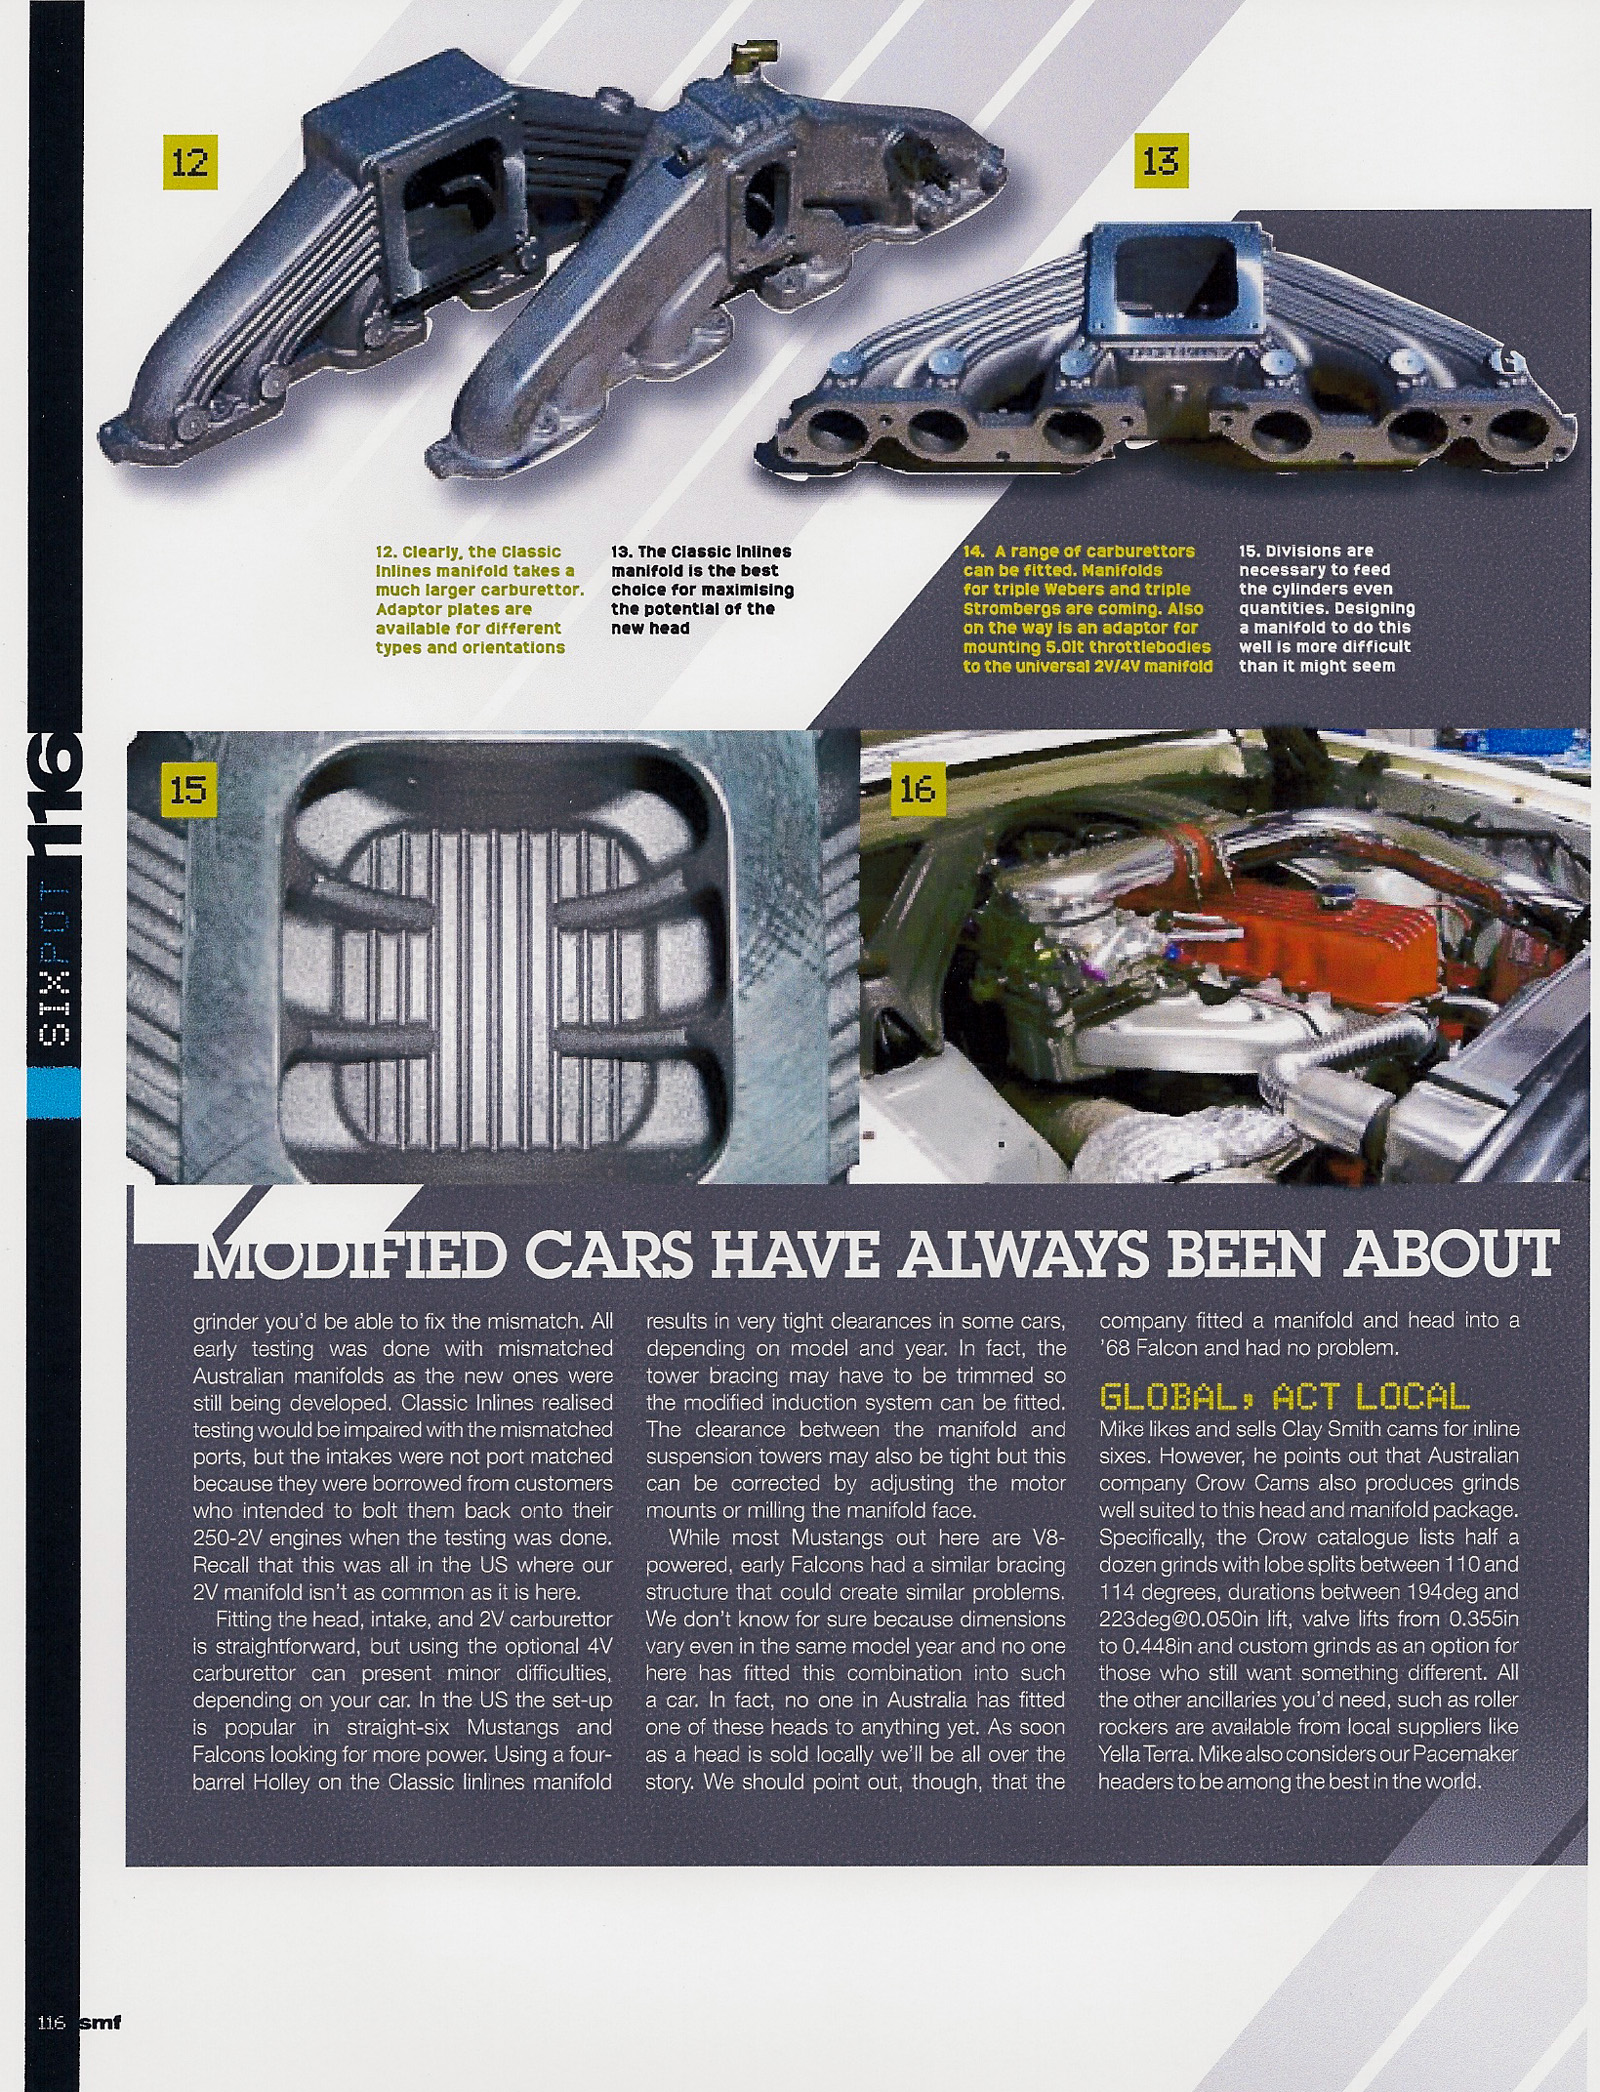 12
13
12. Clearly, the Classic
Inlines manifold takes a
much larger carburettor.
Adaptor plates are
available for different
types and orientations
13. The Classic Inlines
manifold is the best
choice for maximising
the potential of the
new head
14. A range of carburettors
can be fitted. Manifolds
for triple Webers and triple
Strombergs are coming. Also
on the way is an adaptor for
mounting 5.0lt throttlebodies
to the universal 2V/4V manifold
15. Divisions are
necessary to feed
the cylinders even
quantities. Designing
a manifold to do this
well is more difficult
than it might seem
15
16
SIXPOT 116
MODIFIED CARS HAVE ALWAYS BEEN ABOUT
grinder you'd be able to fix the mismatch. All
early testing was done with mismatched
Australian manifolds as the new ones were
still being developed. Classic Inlines realised
testing would be impaired with the mismatched
ports, but the intakes were not port matched
because they were borrowed from customers
who intended to bolt them back onto their
250-2V engines when the testing was done.
Recall that this was all in the US where our
2V manifold isn't as common as it is here.
Fitting the head, intake, and 2V carburettor
is straightforward, but using the optional 4V
carburettor can present minor difficulties,
depending on your car. In the US the set-up
is popular in straight-six Mustangs and
Falcons looking for more power. Using a four-
barrel Holley on the Classic Iinlines manifold
results in very tight clearances in some cars,
depending on model and year. In fact, the
tower bracing may have to be trimmed so
the modified induction system can be fitted.
The clearance between the manifold and
suspension towers may also be tight but this
can be corrected by adjusting the motor
mounts or milling the manifold face.
While most Mustangs out here are V8-
powered, early Falcons had a similar bracing
structure that could create similar problems.
We don't know for sure because dimensions
vary even in the same model year and no one
here has fitted this combination into such
a car. In fact, no one in Australia has fitted
one of these heads to anything yet. As soon
as a head is sold locally we'll be all over the
story. We should point out, though, that the
company fitted a manifold and head into a
'68 Falcon and had no problem.
GLOBAL, ACT LOCAL
Mike likes and sells Clay Smith cams for inline
sixes. However, he points out that Australian
company Crow Cams also produces grinds
well suited to this head and manifold package.
Specifically, the Crow catalogue lists half a
dozen grinds with lobe splits between 110 and
114 degrees, durations between 194deg and
223deg@0.050in lift, valve lifts from 0.355in
to 0.448in and custom grinds as an option for
those who still want something different. All
the other ancillaries you'd need, such as roller
rockers are available from local suppliers like
Yella Terra. Mike also considers our Pacemaker
headers to be among the best in the world.
116 smf